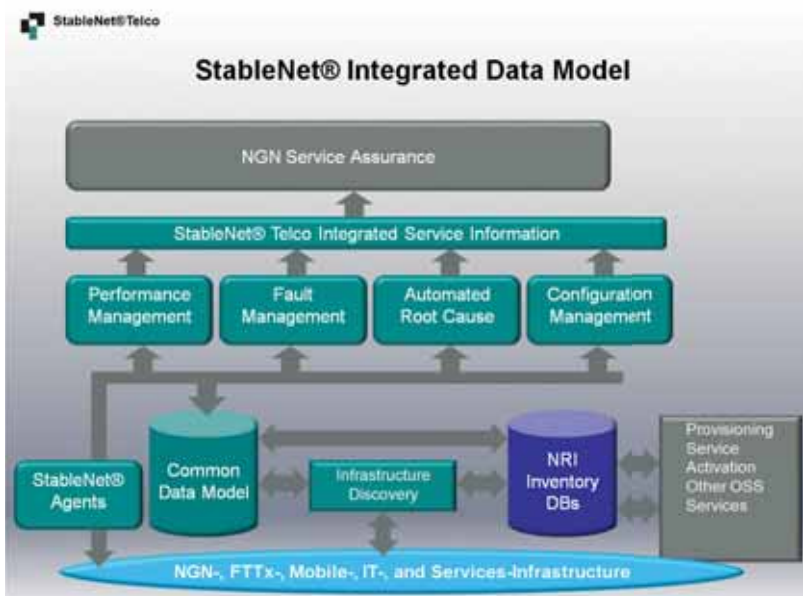 StableNet®Telco
StableNet® Integrated Data Model
NGN Service Assurance
StableNet® Telco Integrated Service Information
Performance
Management
Fault
Management
Automated
Root Cause
Configuration
Management
StableNet®
Agents
Common
Data Model
Infrastructure
Discovery
NRI
Inventory
DBs
Provisioning
Service
Activation
Other OSS
Services
NGN-, FTTx-, Mobile-, IT-, and Services-Infrastructure